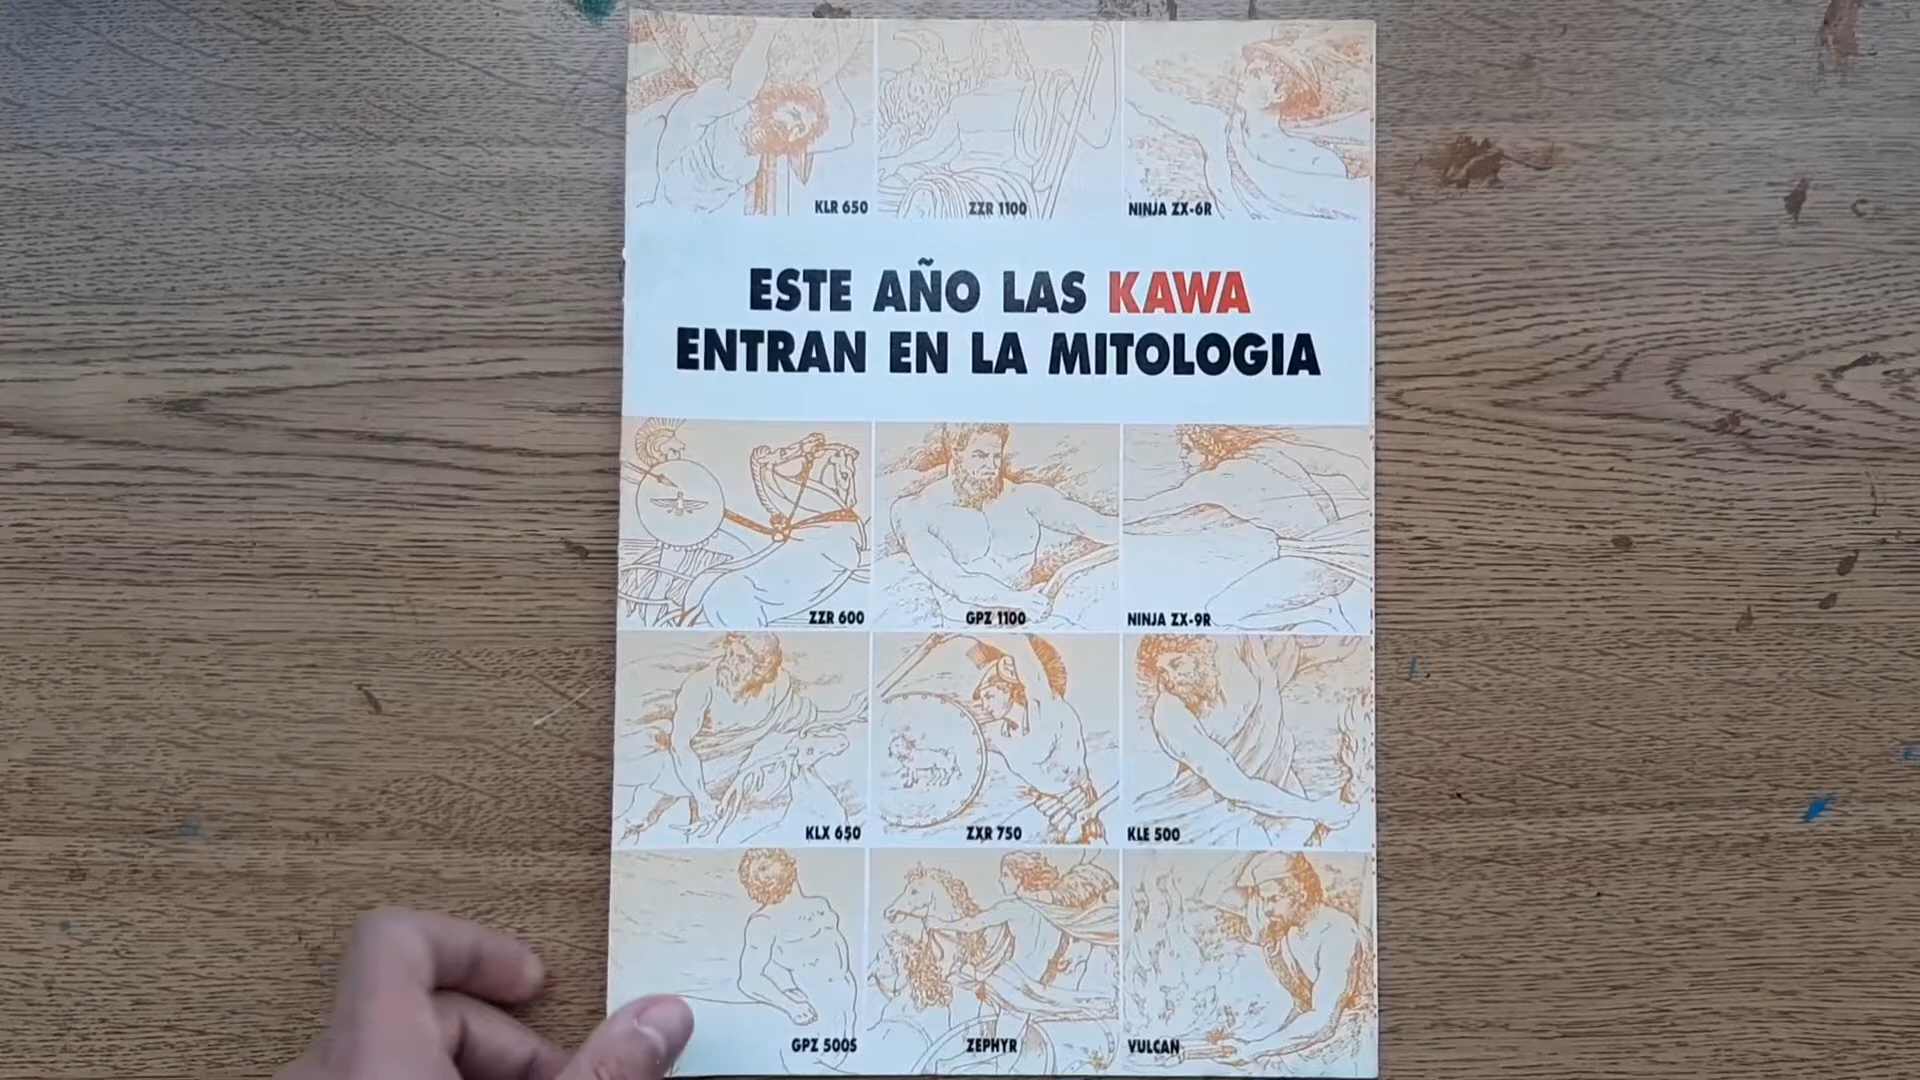 KLR 650
ZZR 1100
NINJA ZX-6R
ESTE AÑO LAS KAWA
ENTRAN EN LA MITOLOGIA
ZZR 600
GPZ 1100
NINJA ZX-9R
KLX 650
ZXR 750
KLE 500
GPZ 500S
ZEPHYR
VULCAN